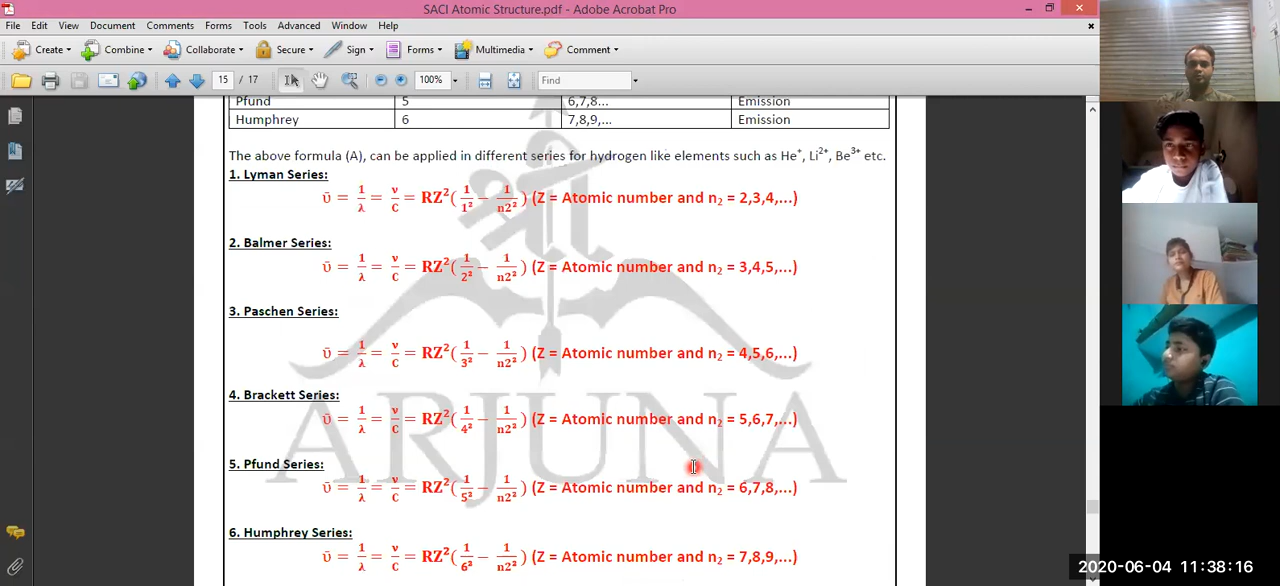 SACI Atomic Structure.pdf - Adobe Acrobat Pro
File Edit View Document Comments Forms Tools Advanced Window Help
Create Combine Collaborate Secure Sign Forms Multimedia Comment
15 / 17 100% Find
Pfund 5 6,7,8... Emission
Humphrey 6 7,8,9,... Emission
The above formula (A), can be applied in different series for hydrogen like elements such as He⁺, Li²⁺, Be³⁺ etc.
1. Lyman Series:
ῡ = 1/λ = ν/C = RZ²(1/1² − 1/n2²) (Z = Atomic number and n₂ = 2,3,4,...)
2. Balmer Series:
ῡ = 1/λ = ν/C = RZ²(1/2² − 1/n2²) (Z = Atomic number and n₂ = 3,4,5,...)
3. Paschen Series:
ῡ = 1/λ = ν/C = RZ²(1/3² − 1/n2²) (Z = Atomic number and n₂ = 4,5,6,...)
4. Brackett Series:
ῡ = 1/λ = ν/C = RZ²(1/4² − 1/n2²) (Z = Atomic number and n₂ = 5,6,7,...)
5. Pfund Series:
ῡ = 1/λ = ν/C = RZ²(1/5² − 1/n2²) (Z = Atomic number and n₂ = 6,7,8,...)
6. Humphrey Series:
ῡ = 1/λ = ν/C = RZ²(1/6² − 1/n2²) (Z = Atomic number and n₂ = 7,8,9,...)
श्री
ARJUNA
2020-06-04 11:38:16